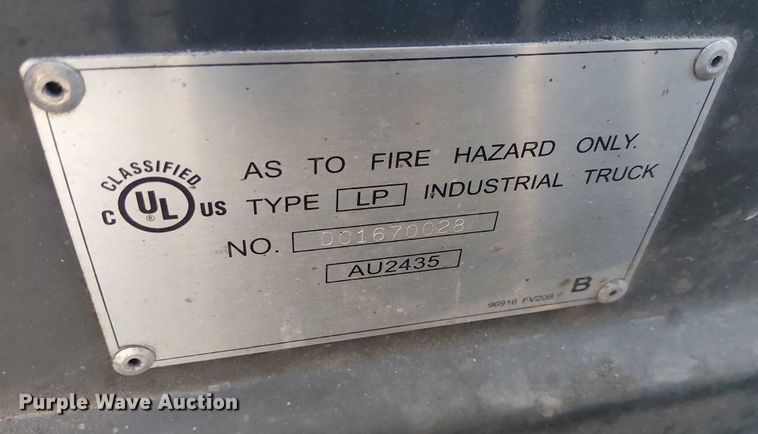 CLASSIFIED
C UL ® US
AS TO FIRE HAZARD ONLY.
TYPE LP INDUSTRIAL TRUCK
NO. D01670028
AU2435
96916 FV20B B
Purple Wave Auction